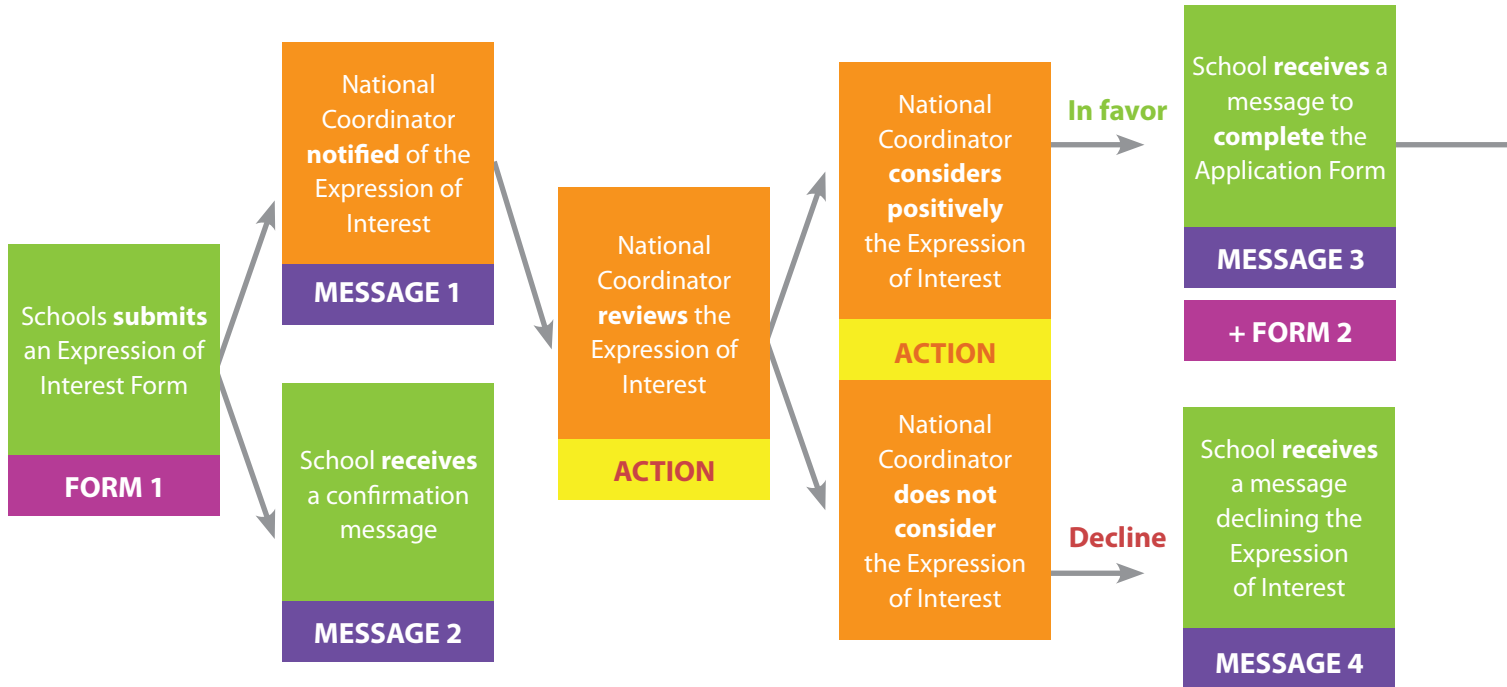 Schools submits
an Expression of
Interest Form
FORM 1
National
Coordinator
notified of the
Expression of
Interest
MESSAGE 1
School receives
a confirmation
message
MESSAGE 2
National
Coordinator
reviews the
Expression of
Interest
ACTION
National
Coordinator
considers
positively
the Expression
of Interest
ACTION
National
Coordinator
does not
consider
the Expression
of Interest
In favor
Decline
School receives a
message to
complete the
Application Form
MESSAGE 3
+ FORM 2
School receives
a message
declining the
Expression
of Interest
MESSAGE 4